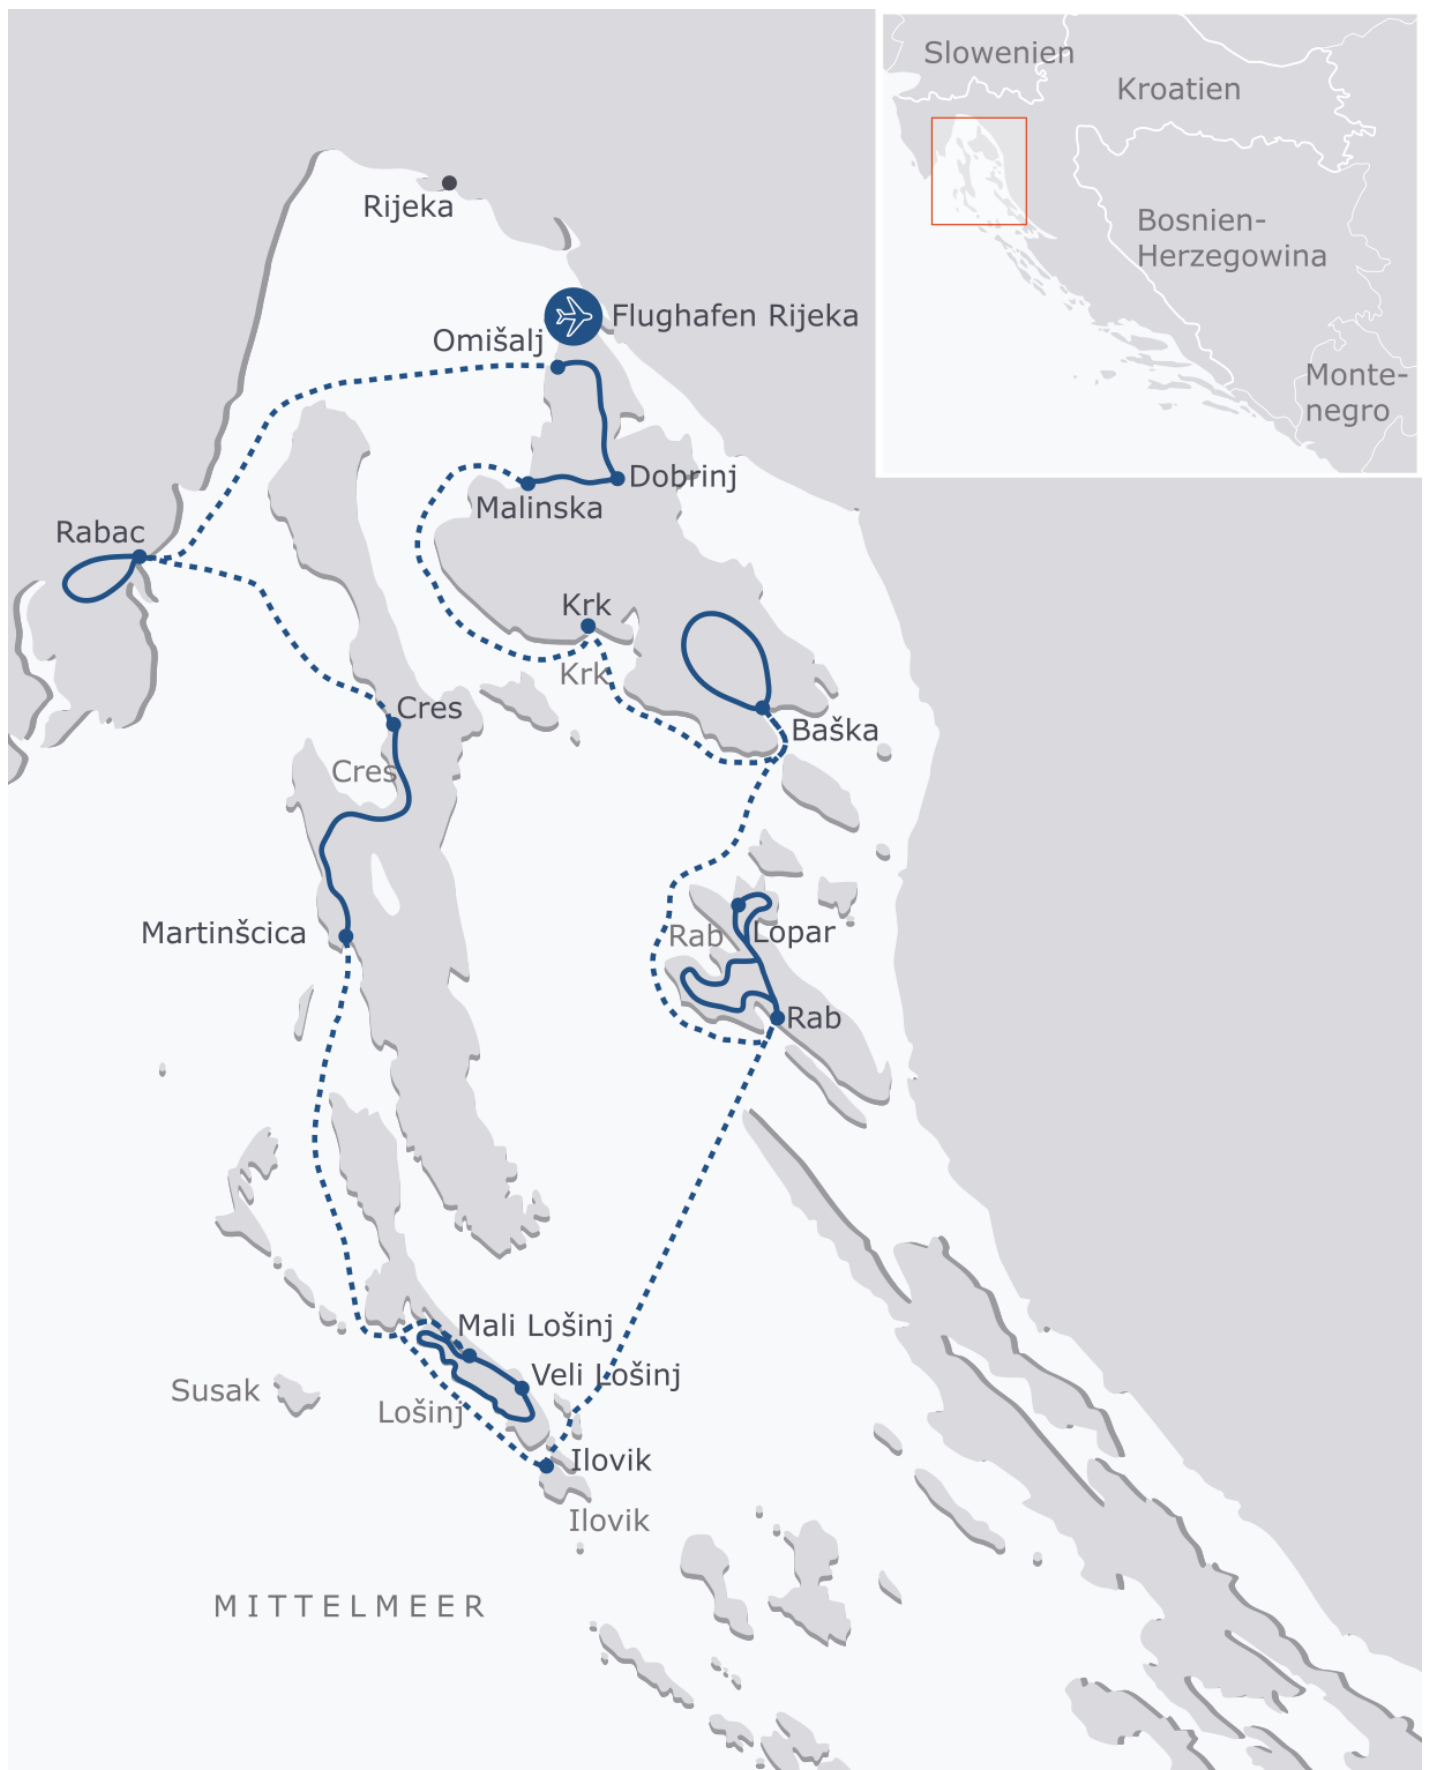 Slowenien
Kroatien
Bosnien-
Herzegowina
Monte-
negro
Rijeka
Flughafen Rijeka
Omišalj
Dobrinj
Malinska
Rabac
Krk
Krk
Cres
Baška
Cres
Martinšcica
Rab
Lopar
Rab
Mali Lošinj
Veli Lošinj
Susak
Lošinj
Ilovik
Ilovik
MITTELMEER